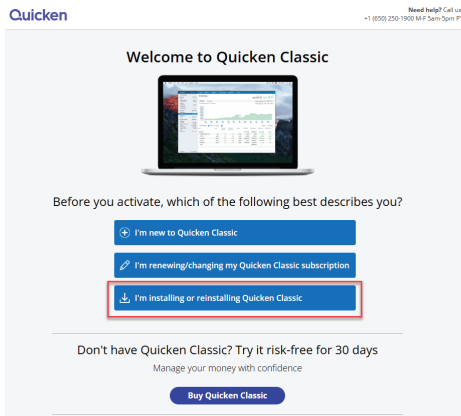 Quicken
Need help? Call us
+1 (650) 250-1900 M-F 5am-5pm PT
Welcome to Quicken Classic
Before you activate, which of the following best describes you?
I'm new to Quicken Classic
I'm renewing/changing my Quicken Classic subscription
I'm installing or reinstalling Quicken Classic
Don't have Quicken Classic? Try it risk-free for 30 days
Manage your money with confidence
Buy Quicken Classic